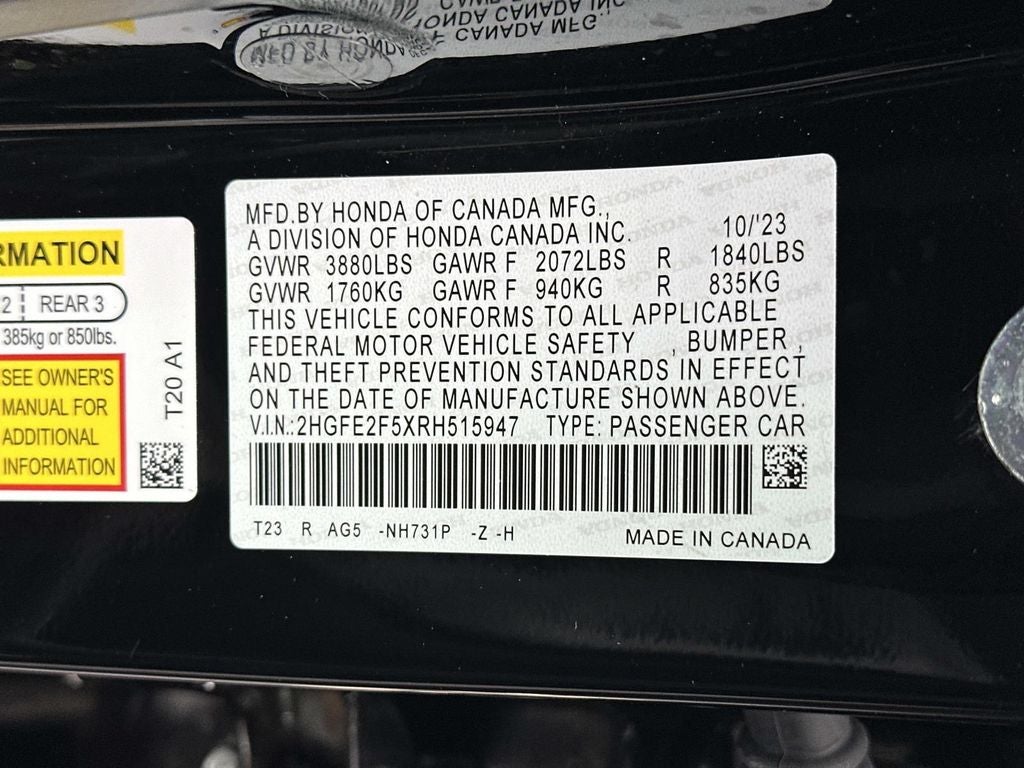 MFD.BY HONDA OF CANADA MFG.,
A DIVISION OF HONDA CANADA INC. 10/'23
GVWR 3880LBS GAWR F 2072LBS R 1840LBS
GVWR 1760KG GAWR F 940KG R 835KG
THIS VEHICLE CONFORMS TO ALL APPLICABLE
FEDERAL MOTOR VEHICLE SAFETY , BUMPER ,
AND THEFT PREVENTION STANDARDS IN EFFECT
ON THE DATE OF MANUFACTURE SHOWN ABOVE.
V.I.N.:2HGFE2F5XRH515947 TYPE: PASSENGER CAR
T23 R AG5 -NH731P -Z -H MADE IN CANADA
RMATION
2 REAR 3
385kg or 850lbs.
SEE OWNER'S
MANUAL FOR
ADDITIONAL
INFORMATION
T20 A1